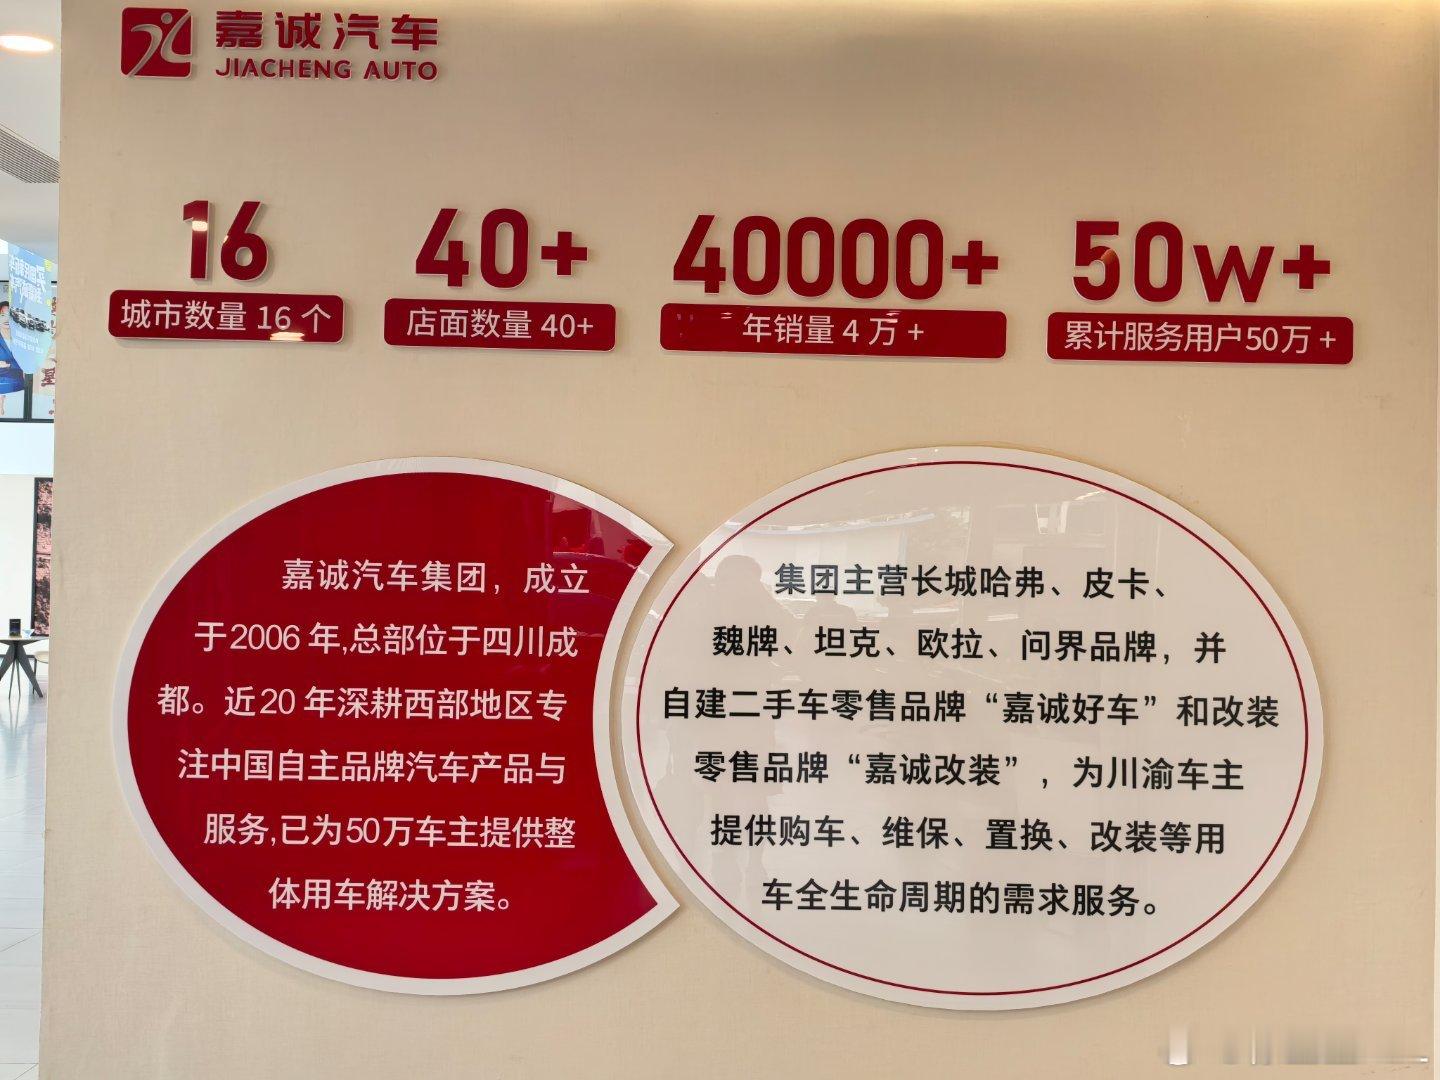 嘉诚汽车
JIACHENG AUTO
16
城市数量 16 个
40+
店面数量 40+
40000+
年销量 4 万 +
50w+
累计服务用户50万 +
嘉诚汽车集团，成立
于2006 年,总部位于四川成
都。近20 年深耕西部地区专
注中国自主品牌汽车产品与
服务,已为50万车主提供整
体用车解决方案。
集团主营长城哈弗、皮卡、
魏牌、坦克、欧拉、问界品牌，并
自建二手车零售品牌“嘉诚好车”和改装
零售品牌“嘉诚改装”，为川渝车主
提供购车、维保、置换、改装等用
车全生命周期的需求服务。